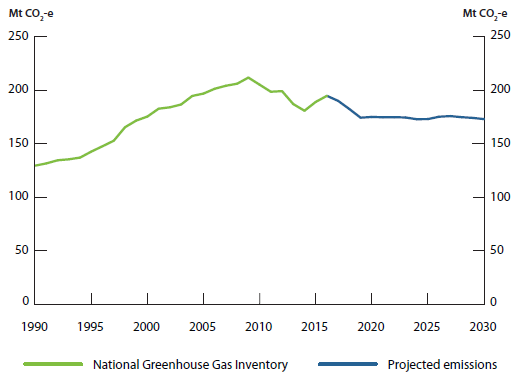 Mt CO₂-e Mt CO₂-e
250 250
200 200
150 150
100 100
50 50
0 0
1990 1995 2000 2005 2010 2015 2020 2025 2030
National Greenhouse Gas Inventory Projected emissions